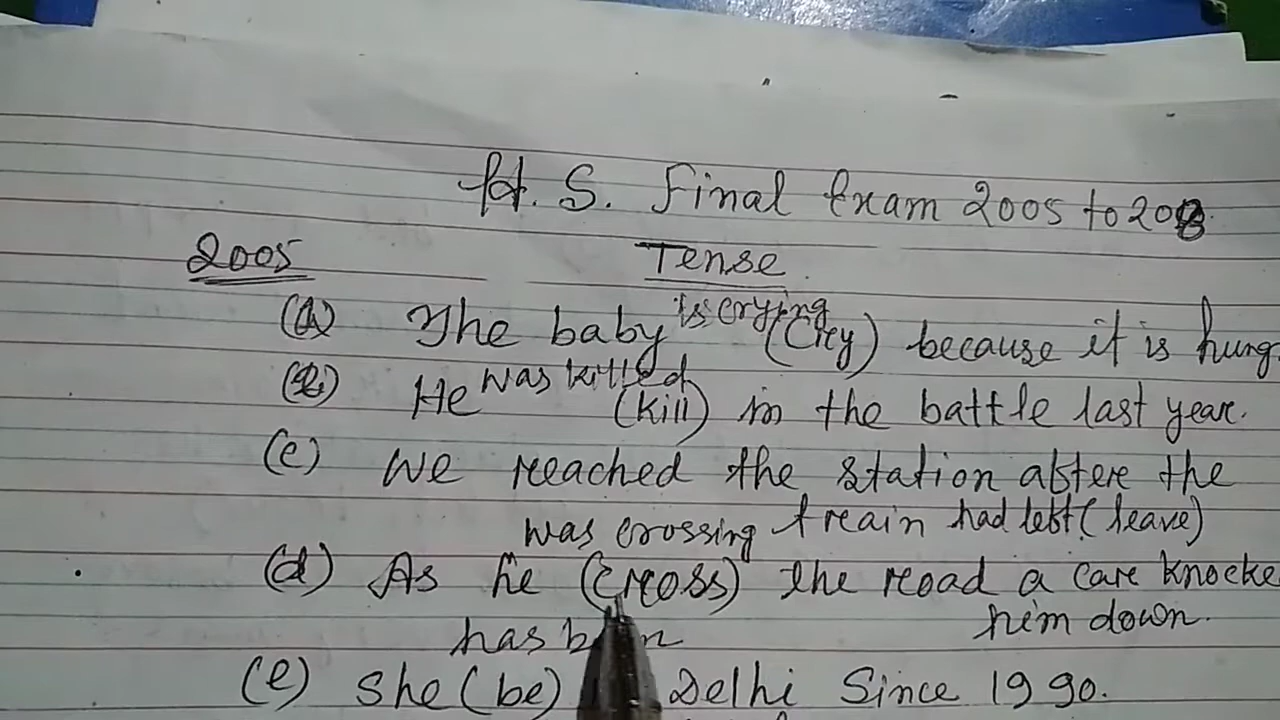 H. S. Final Exam 2005 to 2008
2005
Tense
is crying
(a) The baby (Cry) because it is hung
was killed
(b) He (kill) in the battle last year.
(c) We reached the station after the
train had left (leave)
was crossing
(d) As he (cross) the road a car knocke
him down.
has been
(e) She (be) Delhi Since 1990.